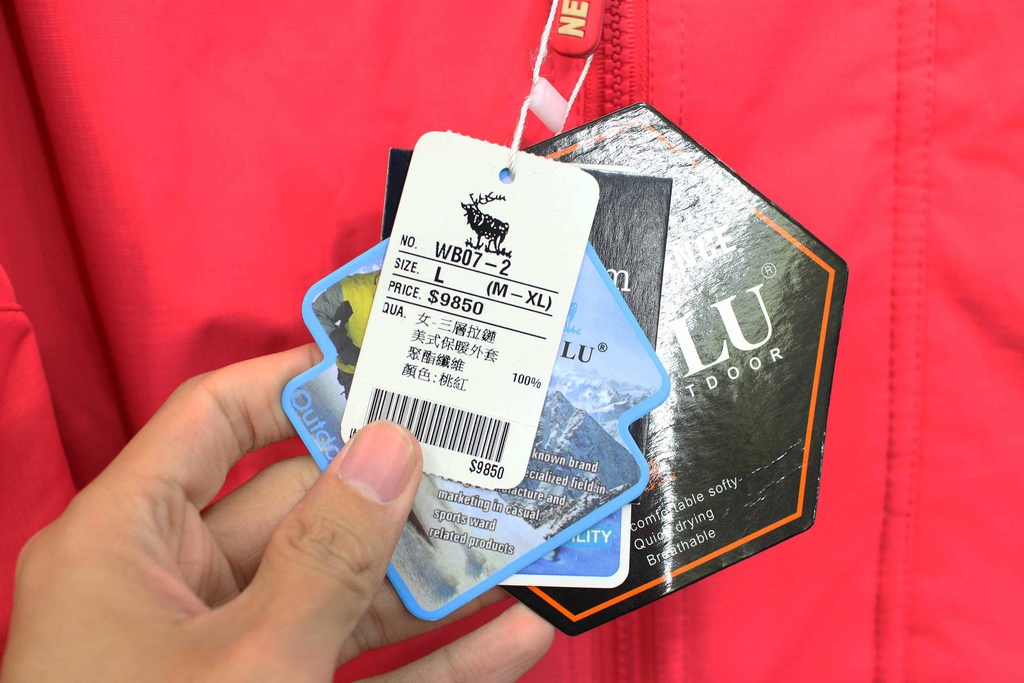 NE
NO. WB07-2
SIZE. L (M-XL)
PRICE. $9850
QUA. 女-三層拉鏈
美式保暖外套
聚酯纖維 100%
顏色:桃紅
$9850
LU®
Outdo
known brand
ecialized field in
facture and
marketing in casual
sports ward
related products
ILITY
m
LU®
TDOOR
comfortable softy-
Quick drying
Breathable